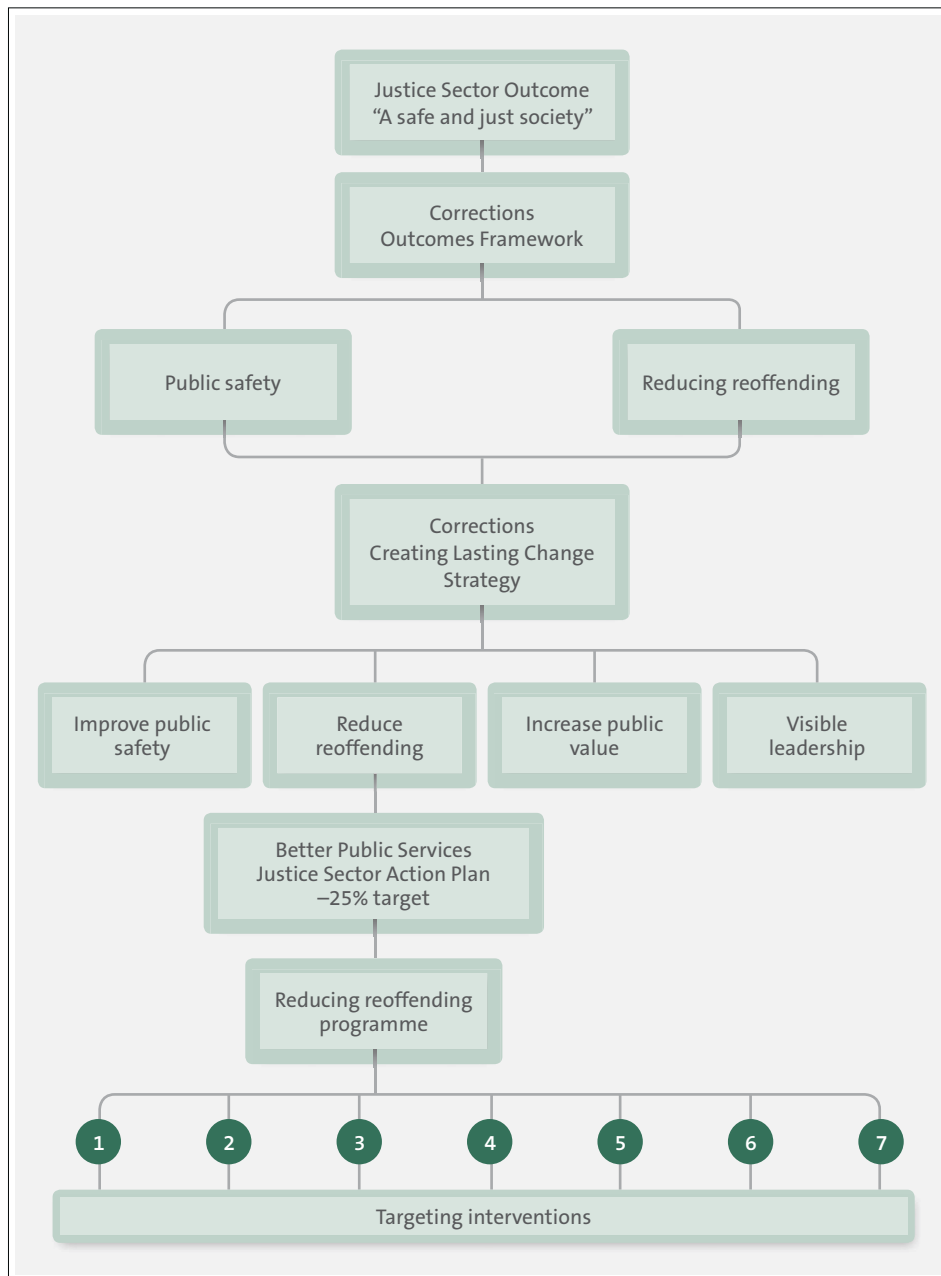 Justice Sector Outcome
“A safe and just society”
Corrections
Outcomes Framework
Public safety
Reducing reoffending
Corrections
Creating Lasting Change
Strategy
Improve public
safety
Reduce
reoffending
Increase public
value
Visible
leadership
Better Public Services
Justice Sector Action Plan
–25% target
Reducing reoffending
programme
1
2
3
4
5
6
7
Targeting interventions